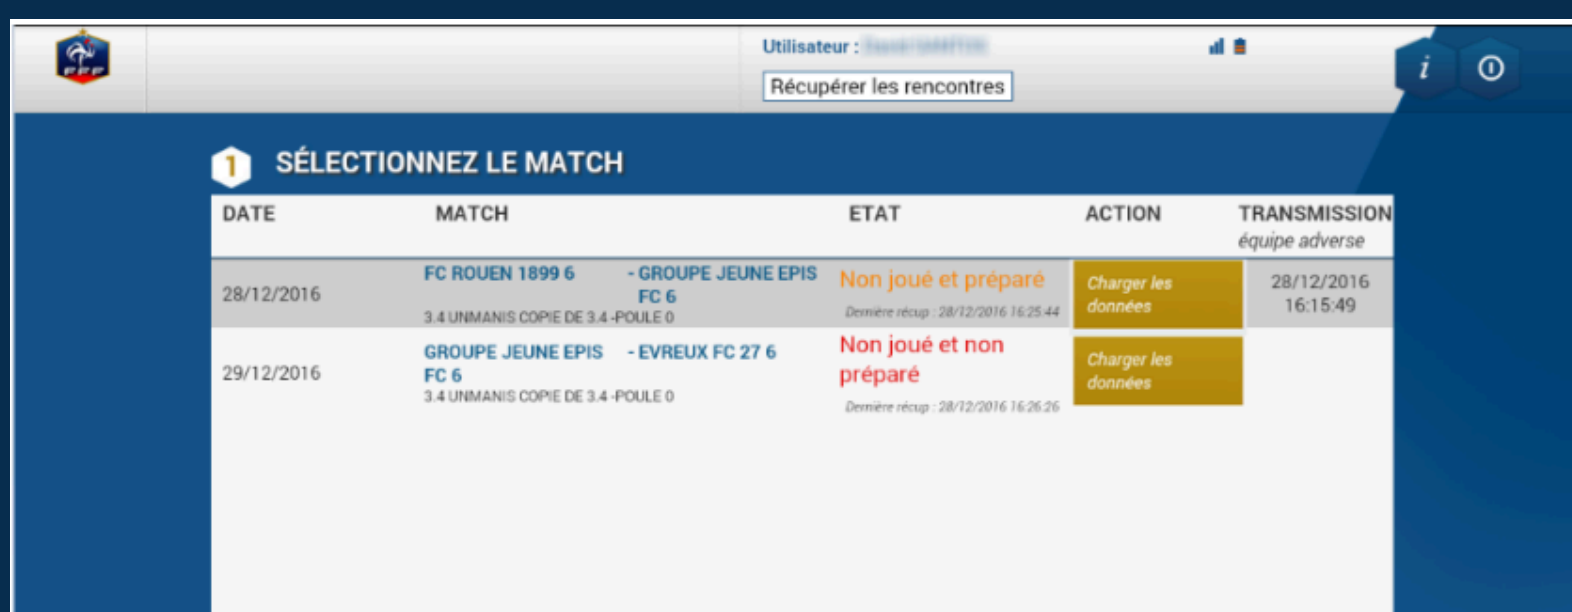 FFF
Utilisateur :
Récupérer les rencontres
i
1 SÉLECTIONNEZ LE MATCH
DATE MATCH ETAT ACTION TRANSMISSION
équipe adverse
28/12/2016
FC ROUEN 1899 6 - GROUPE JEUNE EPIS
FC 6
3.4 UNMANIS COPIE DE 3.4 -POULE 0
Non joué et préparé
Dernière récup : 28/12/2016 16:25:44
Charger les
données
28/12/2016
16:15:49
29/12/2016
GROUPE JEUNE EPIS - EVREUX FC 27 6
FC 6
3.4 UNMANIS COPIE DE 3.4 -POULE 0
Non joué et non
préparé
Dernière récup : 28/12/2016 16:26:26
Charger les
données